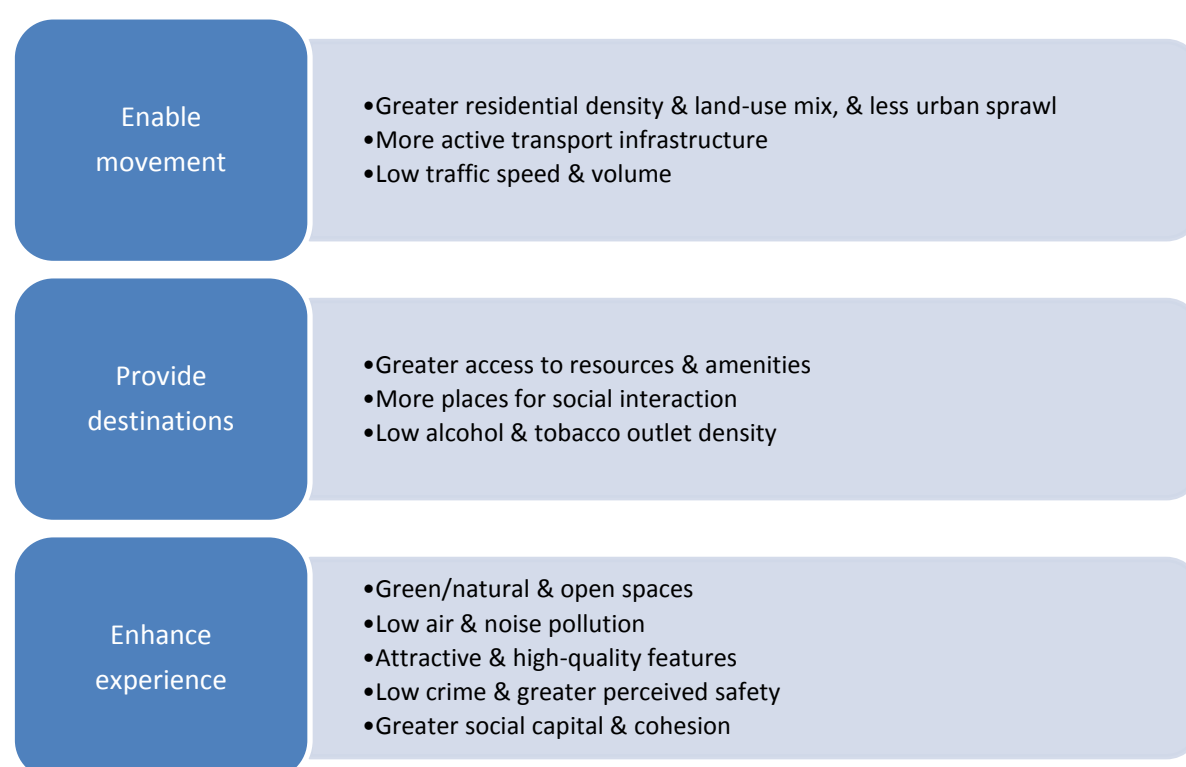 Enable
movement
•Greater residential density & land-use mix, & less urban sprawl
•More active transport infrastructure
•Low traffic speed & volume
Provide
destinations
•Greater access to resources & amenities
•More places for social interaction
•Low alcohol & tobacco outlet density
Enhance
experience
•Green/natural & open spaces
•Low air & noise pollution
•Attractive & high-quality features
•Low crime & greater perceived safety
•Greater social capital & cohesion